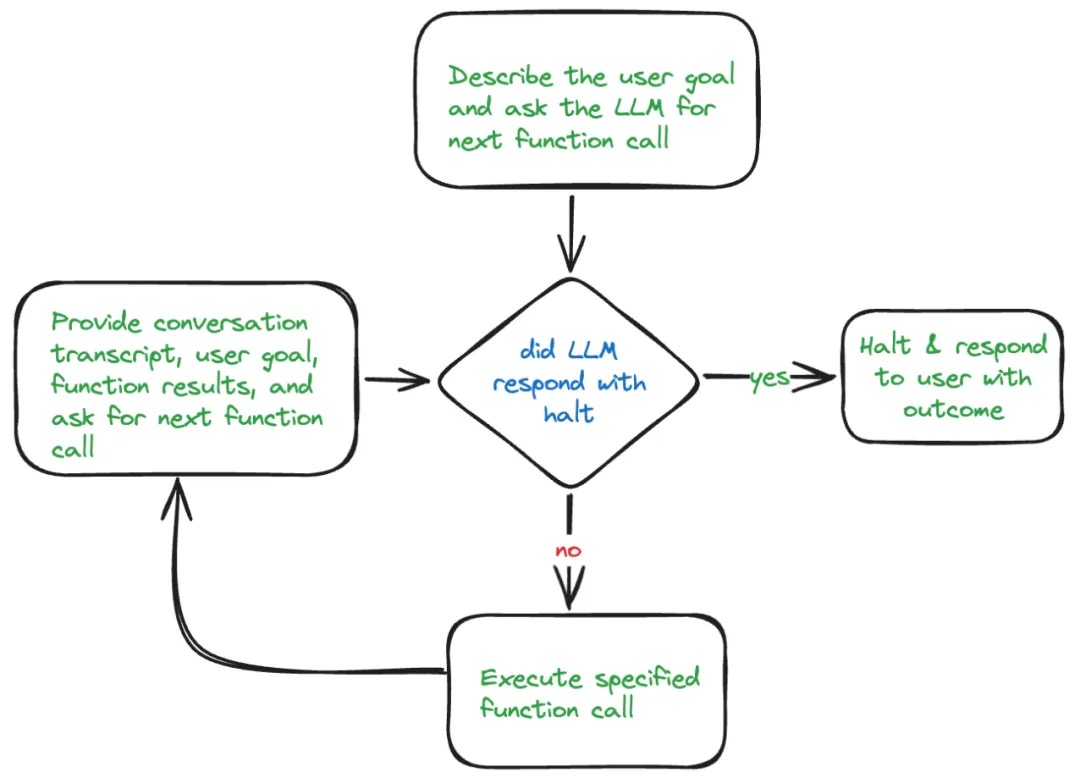 Describe the user goal
and ask the LLM for
next function call
Provide conversation
transcript, user goal,
function results, and
ask for next function
call
did LLM
respond with
halt
yes
Halt & respond
to user with
outcome
no
Execute specified
function call